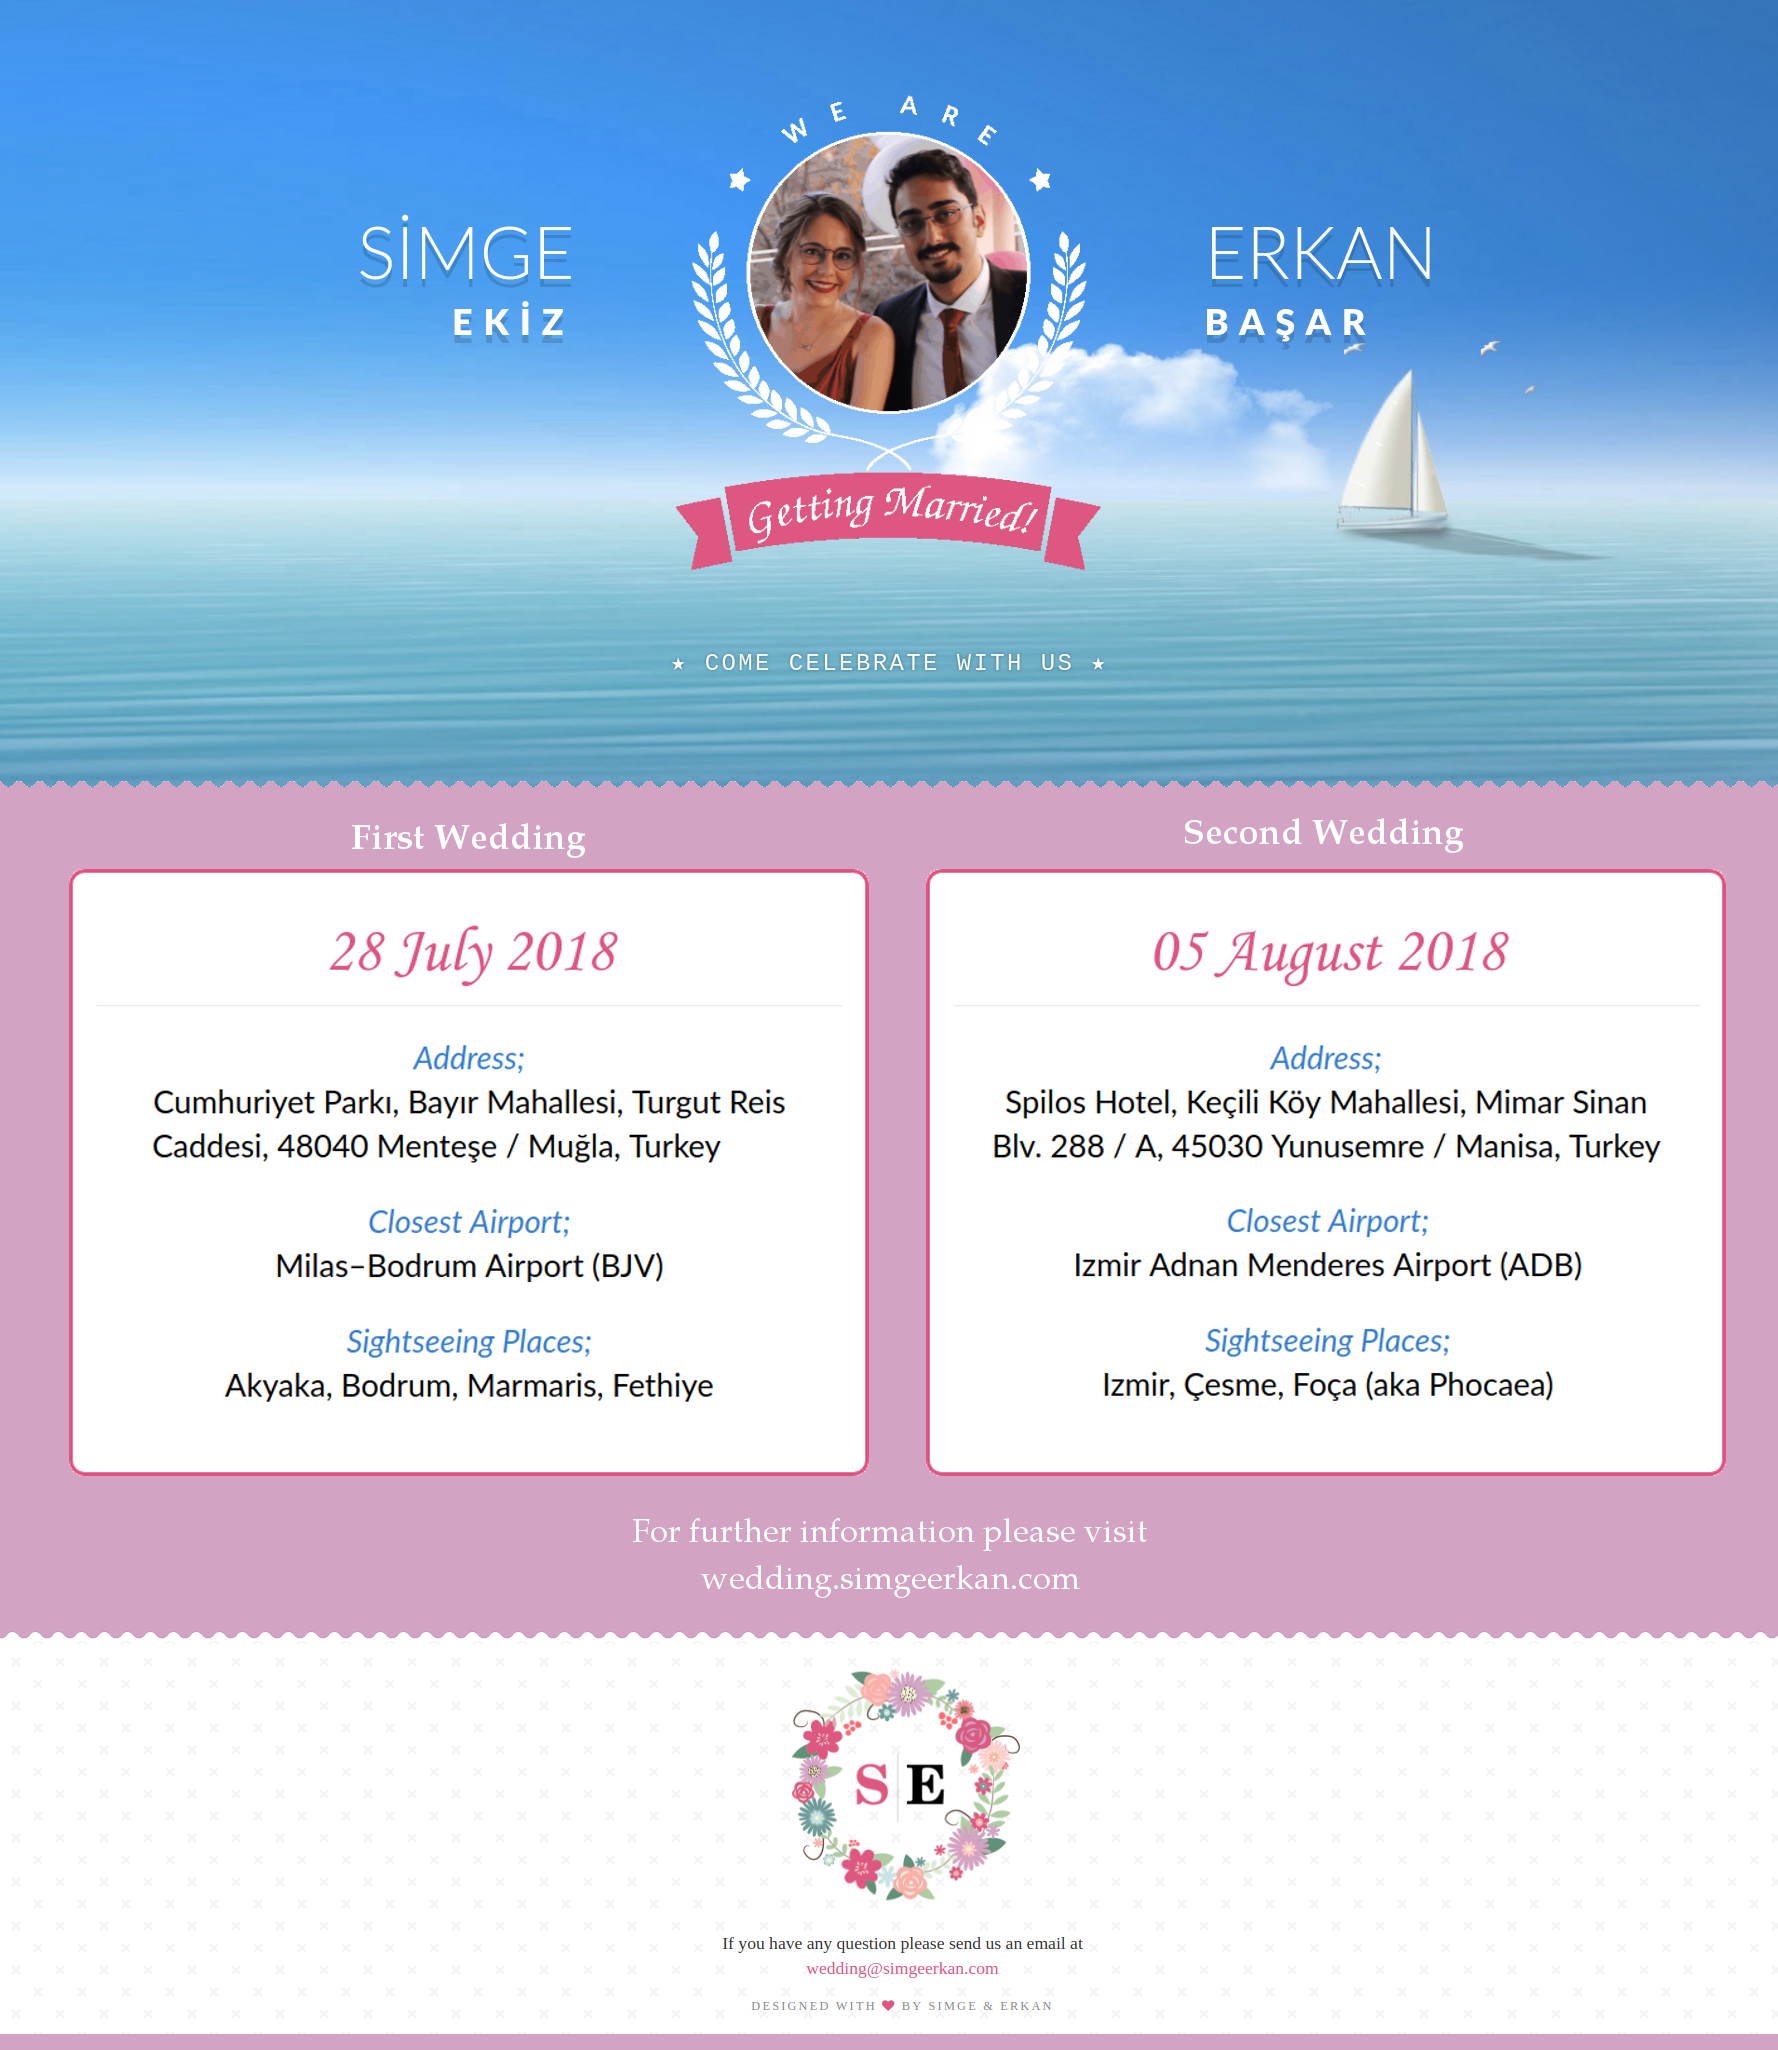 WE ARE
SİMGE
EKİZ
ERKAN
BAŞAR
Getting Married!
★ COME CELEBRATE WITH US ★
First Wedding
28 July 2018
Address;
Cumhuriyet Parkı, Bayır Mahallesi, Turgut Reis
Caddesi, 48040 Menteşe / Muğla, Turkey
Closest Airport;
Milas–Bodrum Airport (BJV)
Sightseeing Places;
Akyaka, Bodrum, Marmaris, Fethiye
Second Wedding
05 August 2018
Address;
Spilos Hotel, Keçili Köy Mahallesi, Mimar Sinan
Blv. 288 / A, 45030 Yunusemre / Manisa, Turkey
Closest Airport;
Izmir Adnan Menderes Airport (ADB)
Sightseeing Places;
Izmir, Çesme, Foça (aka Phocaea)
For further information please visit
wedding.simgeerkan.com
S E
If you have any question please send us an email at
wedding@simgeerkan.com
DESIGNED WITH ♥ BY SIMGE & ERKAN